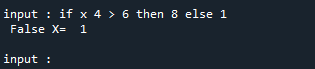 input : if x 4 > 6 then 8 else 1
False X=  1
input :